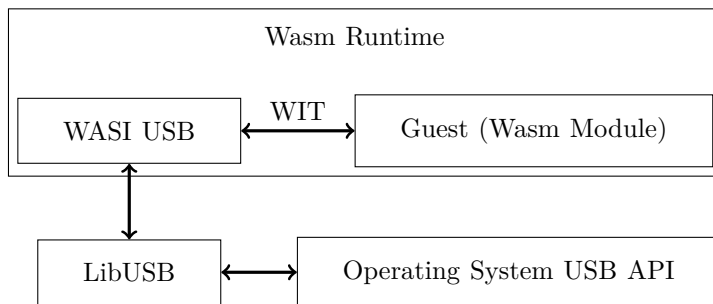 Wasm Runtime
WIT
WASI USB
Guest (Wasm Module)
LibUSB
Operating System USB API